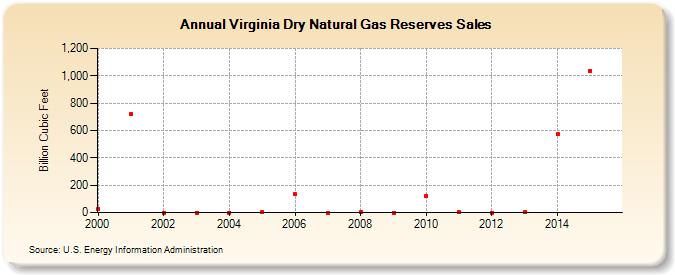 Annual Virginia Dry Natural Gas Reserves Sales
Billion Cubic Feet
1,200
1,000
800
600
400
200
0
2000 2002 2004 2006 2008 2010 2012 2014
Source: U.S. Energy Information Administration